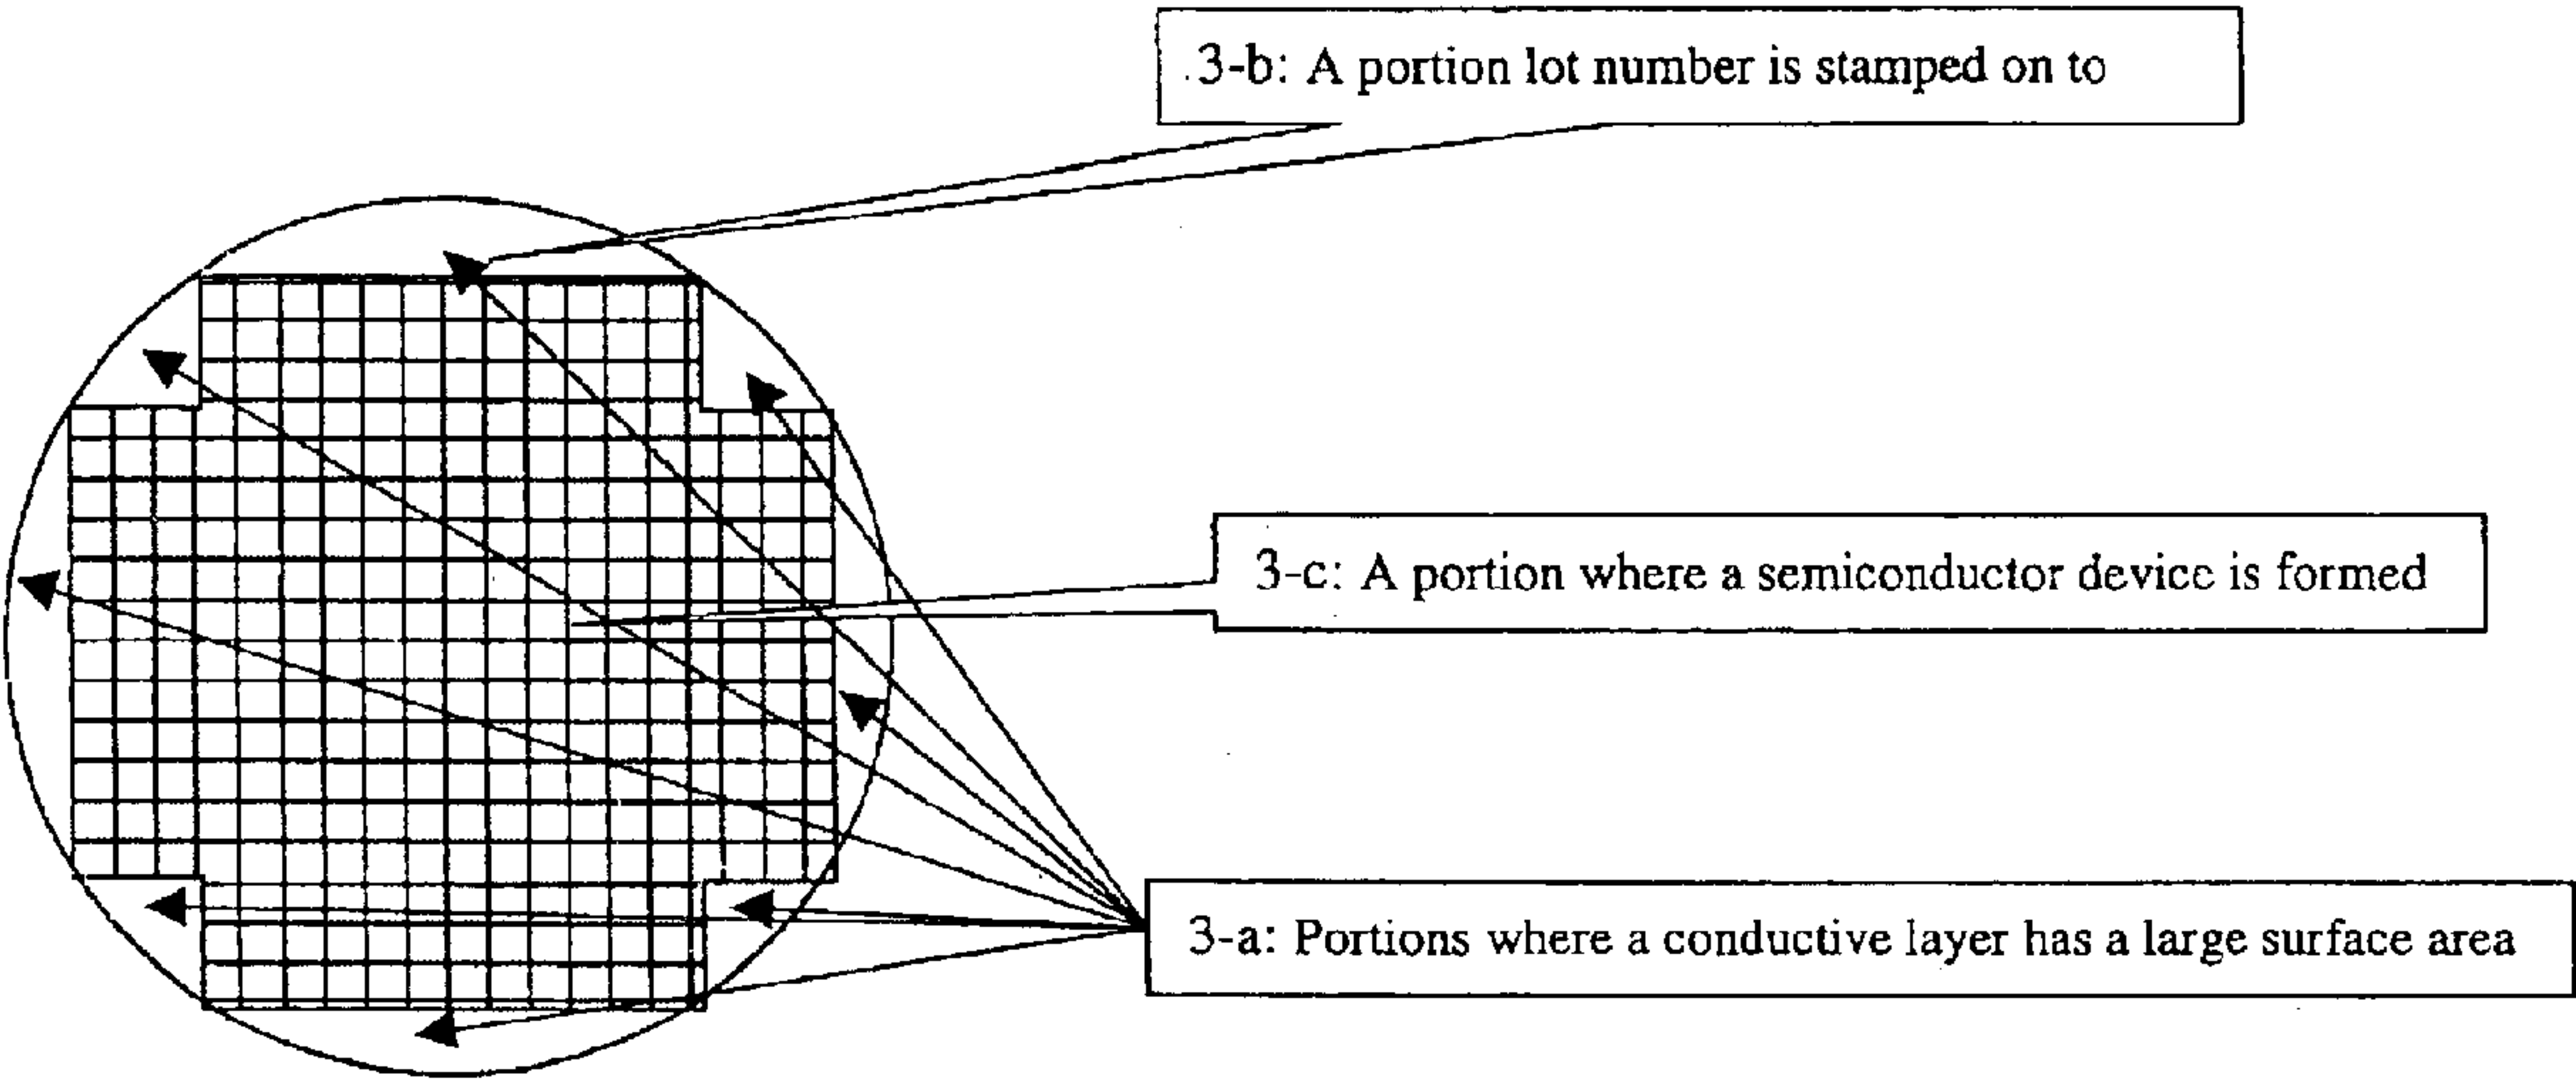 3-b: A portion lot number is stamped on to
3-c: A portion where a semiconductor device is formed
3-a: Portions where a conductive layer has a large surface area